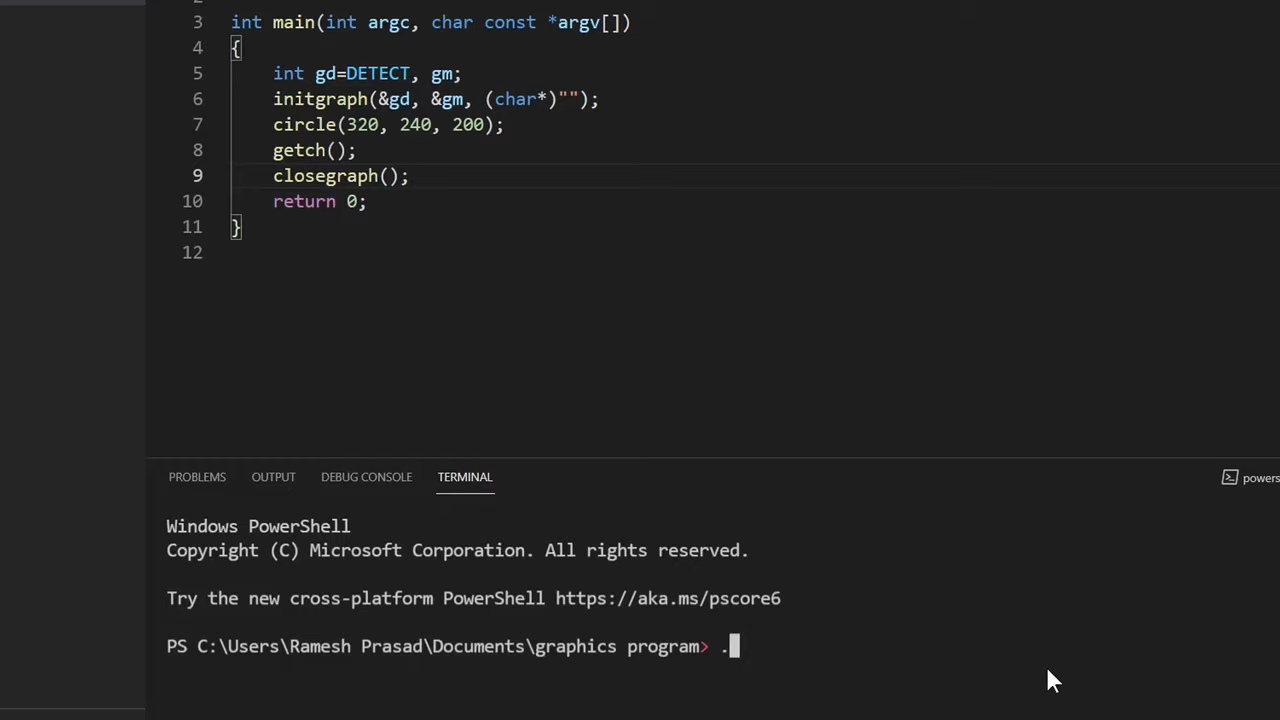 3 int main(int argc, char const *argv[])
4 {
5 int gd=DETECT, gm;
6 initgraph(&gd, &gm, (char*)"");
7 circle(320, 240, 200);
8 getch();
9 closegraph();
10 return 0;
11 }
12
PROBLEMS OUTPUT DEBUG CONSOLE TERMINAL
Windows PowerShell
Copyright (C) Microsoft Corporation. All rights reserved.
Try the new cross-platform PowerShell https://aka.ms/pscore6
PS C:\Users\Ramesh Prasad\Documents\graphics program> .